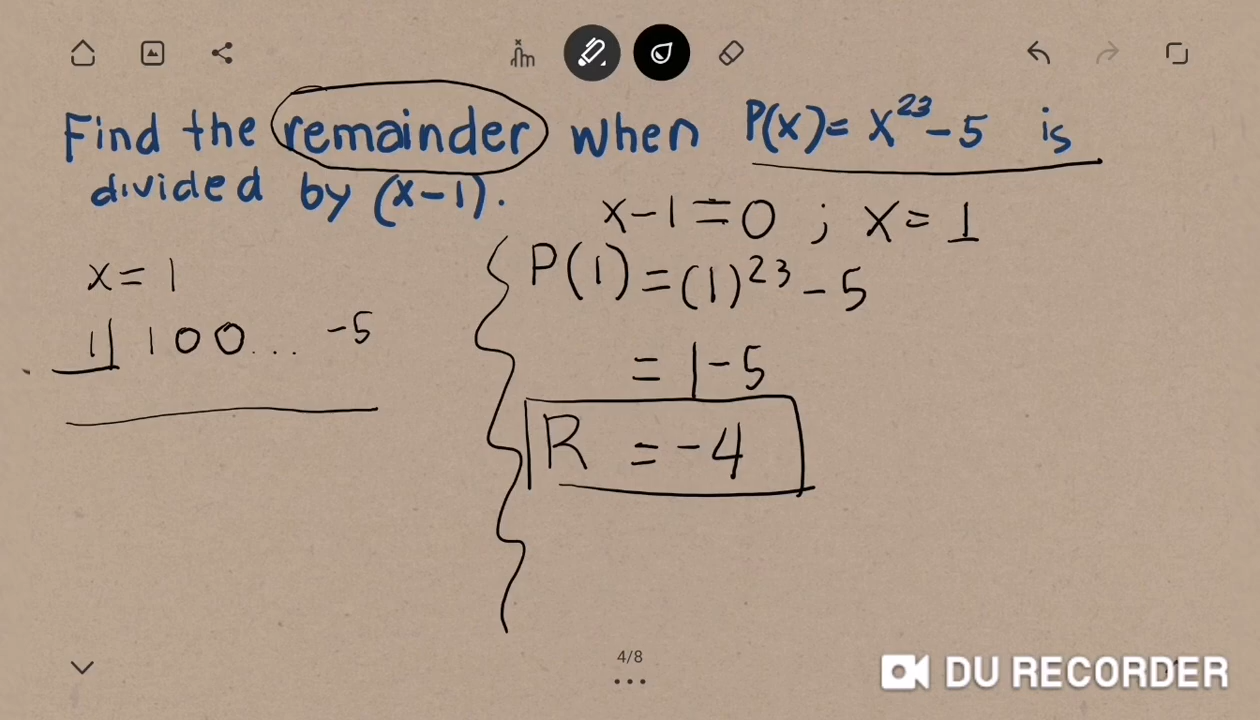 Find the remainder when P(x)= x²³-5 is
divided by (x-1).
x-1=0 ; x= 1
x= 1
1| 1 0 0 ... -5
P(1)=(1)²³-5
= 1-5
R = -4
4/8
DU RECORDER